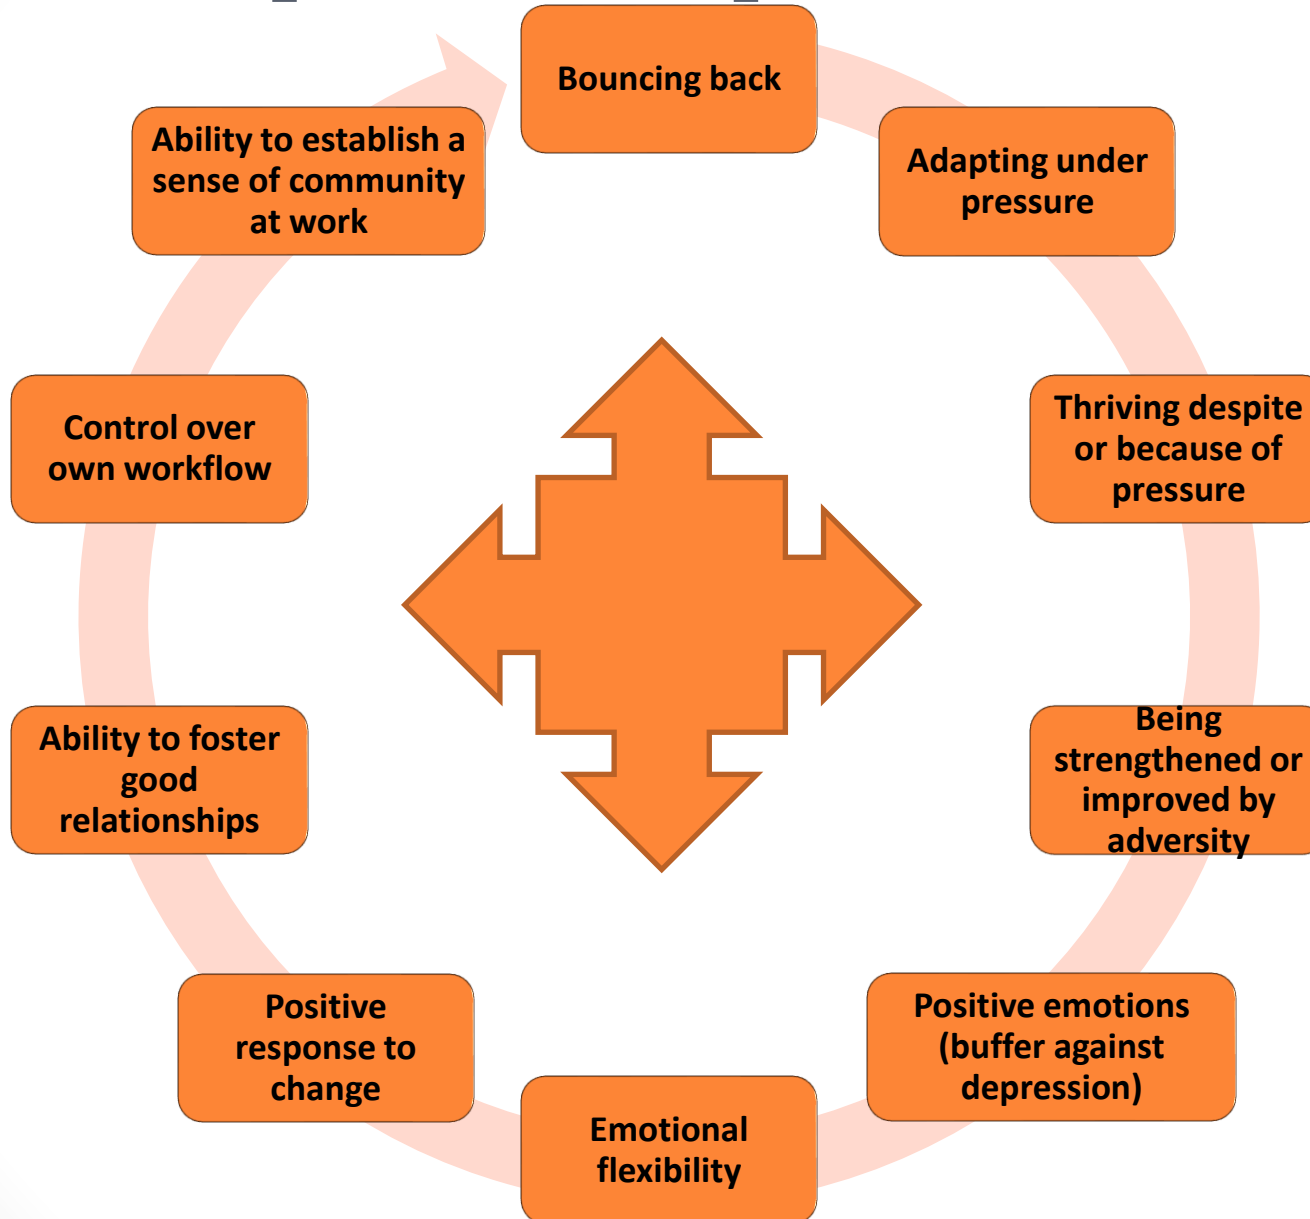 Bouncing back
Adapting under
pressure
Thriving despite
or because of
pressure
Being
strengthened or
improved by
adversity
Positive emotions
(buffer against
depression)
Emotional
flexibility
Positive
response to
change
Ability to foster
good
relationships
Control over
own workflow
Ability to establish a
sense of community
at work